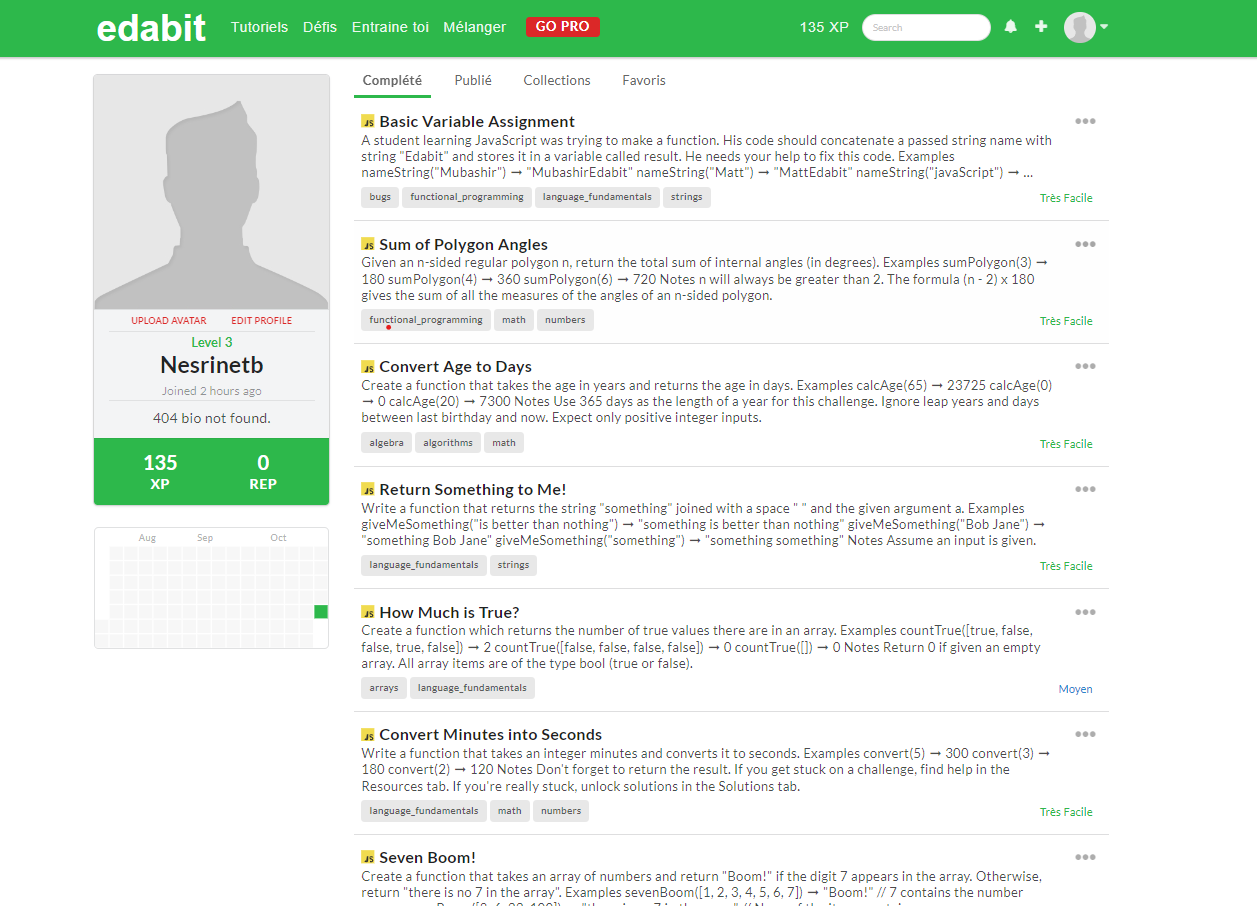 edabit Tutoriels Défis Entraine toi Mélanger GO PRO 135 XP Search
UPLOAD AVATAR EDIT PROFILE
Level 3
Nesrinetb
Joined 2 hours ago
404 bio not found.
135 0
XP REP
Aug Sep Oct
Complété Publié Collections Favoris
JS Basic Variable Assignment
A student learning JavaScript was trying to make a function. His code should concatenate a passed string name with
string "Edabit" and stores it in a variable called result. He needs your help to fix this code. Examples
nameString("Mubashir") → "MubashirEdabit" nameString("Matt") → "MattEdabit" nameString("javaScript") → ...
bugs functional_programming language_fundamentals strings Très Facile
JS Sum of Polygon Angles
Given an n-sided regular polygon n, return the total sum of internal angles (in degrees). Examples sumPolygon(3) →
180 sumPolygon(4) → 360 sumPolygon(6) → 720 Notes n will always be greater than 2. The formula (n - 2) x 180
gives the sum of all the measures of the angles of an n-sided polygon.
functional_programming math numbers Très Facile
JS Convert Age to Days
Create a function that takes the age in years and returns the age in days. Examples calcAge(65) → 23725 calcAge(0)
→ 0 calcAge(20) → 7300 Notes Use 365 days as the length of a year for this challenge. Ignore leap years and days
between last birthday and now. Expect only positive integer inputs.
algebra algorithms math Très Facile
JS Return Something to Me!
Write a function that returns the string "something" joined with a space " " and the given argument a. Examples
giveMeSomething("is better than nothing") → "something is better than nothing" giveMeSomething("Bob Jane") →
"something Bob Jane" giveMeSomething("something") → "something something" Notes Assume an input is given.
language_fundamentals strings Très Facile
JS How Much is True?
Create a function which returns the number of true values there are in an array. Examples countTrue([true, false,
false, true, false]) → 2 countTrue([false, false, false, false]) → 0 countTrue([]) → 0 Notes Return 0 if given an empty
array. All array items are of the type bool (true or false).
arrays language_fundamentals Moyen
JS Convert Minutes into Seconds
Write a function that takes an integer minutes and converts it to seconds. Examples convert(5) → 300 convert(3) →
180 convert(2) → 120 Notes Don't forget to return the result. If you get stuck on a challenge, find help in the
Resources tab. If you're really stuck, unlock solutions in the Solutions tab.
language_fundamentals math numbers Très Facile
JS Seven Boom!
Create a function that takes an array of numbers and return "Boom!" if the digit 7 appears in the array. Otherwise,
return "there is no 7 in the array". Examples sevenBoom([1, 2, 3, 4, 5, 6, 7]) → "Boom!" // 7 contains the number